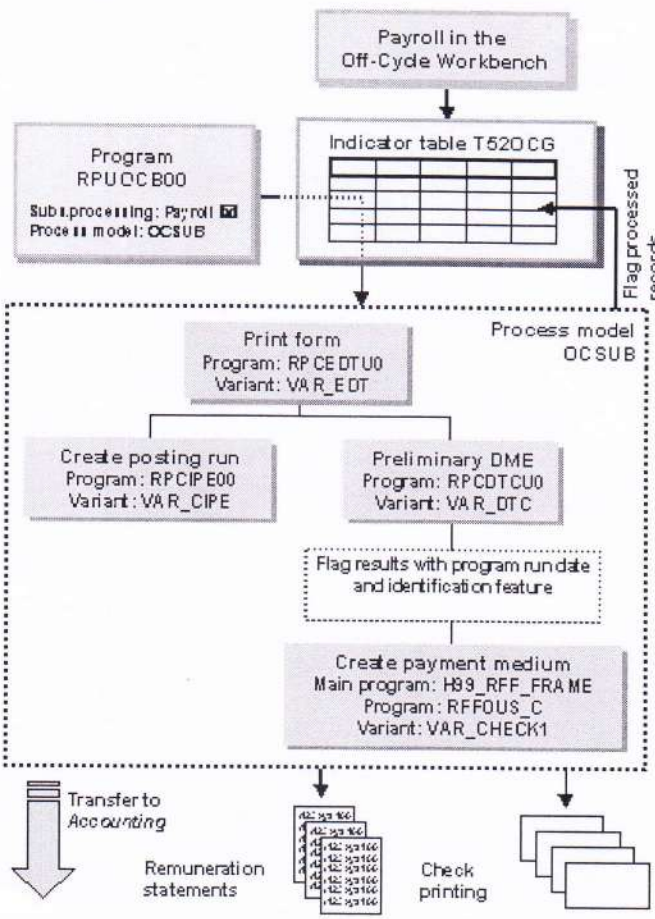 Payroll in the
Off-Cycle Workbench
Program
RPUOCB00
Subs.processing: Payroll
Process model: OCSUB
Indicator table T52OCG
Flag processed
records
Process model
OCSUB
Print form
Program: RPCEDTU0
Variant: VAR_EDT
Create posting run
Program: RPCIPE00
Variant: VAR_CIPE
Preliminary DME
Program: RPCDTCU0
Variant: VAR_DTC
Flag results with program run date
and identification feature
Create payment medium
Main program: H99_RFF_FRAME
Program: RFFOUS_C
Variant: VAR_CHECK1
Transfer to
Accounting
Remuneration
statements
Check
printing